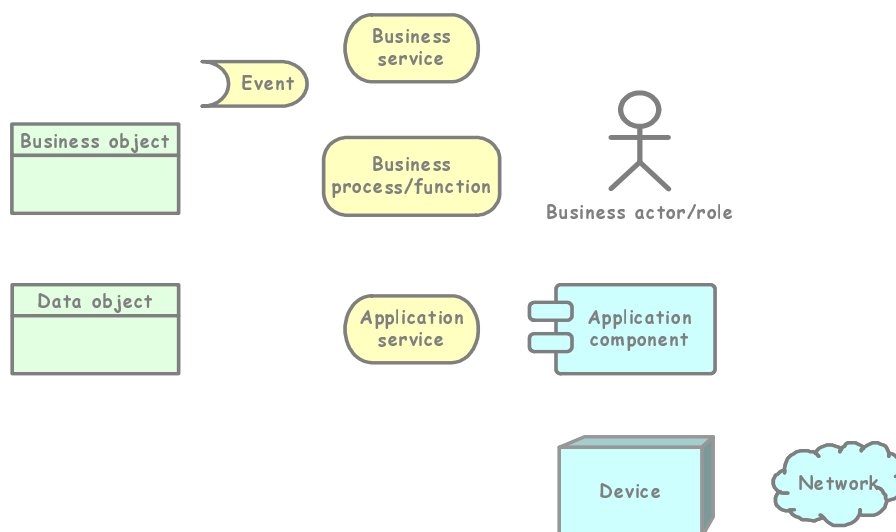 Business
service
Event
Business object
Business
process/function
Business actor/role
Data object
Application
service
Application
component
Device
Network